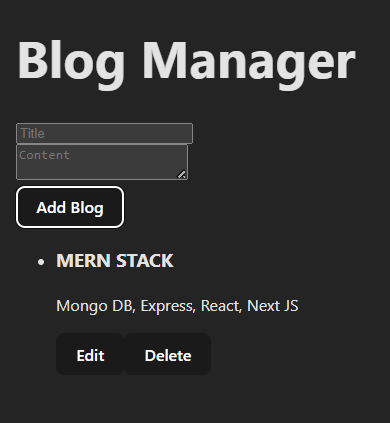 Blog Manager
Title
Content
Add Blog
MERN STACK
Mongo DB, Express, React, Next JS
Edit Delete